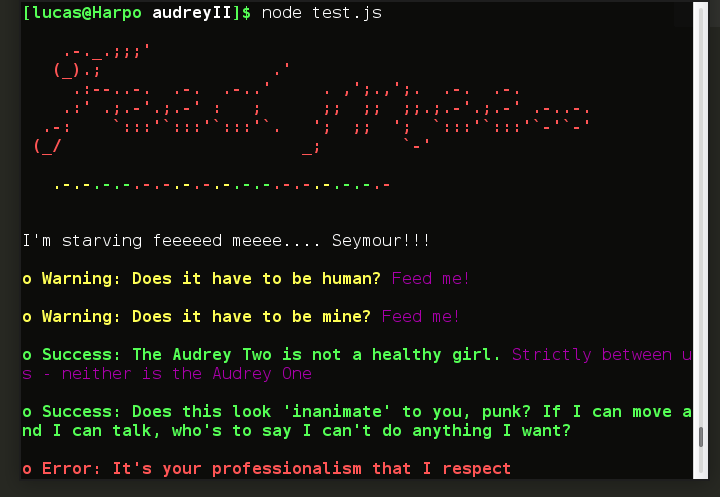 [lucas@Harpo audreyII]$ node test.js
I'm starving feeeeed meeee.... Seymour!!!
o Warning: Does it have to be human? Feed me!
o Warning: Does it have to be mine? Feed me!
o Success: The Audrey Two is not a healthy girl. Strictly between u
s - neither is the Audrey One
o Success: Does this look 'inanimate' to you, punk? If I can move a
nd I can talk, who's to say I can't do anything I want?
o Error: It's your professionalism that I respect